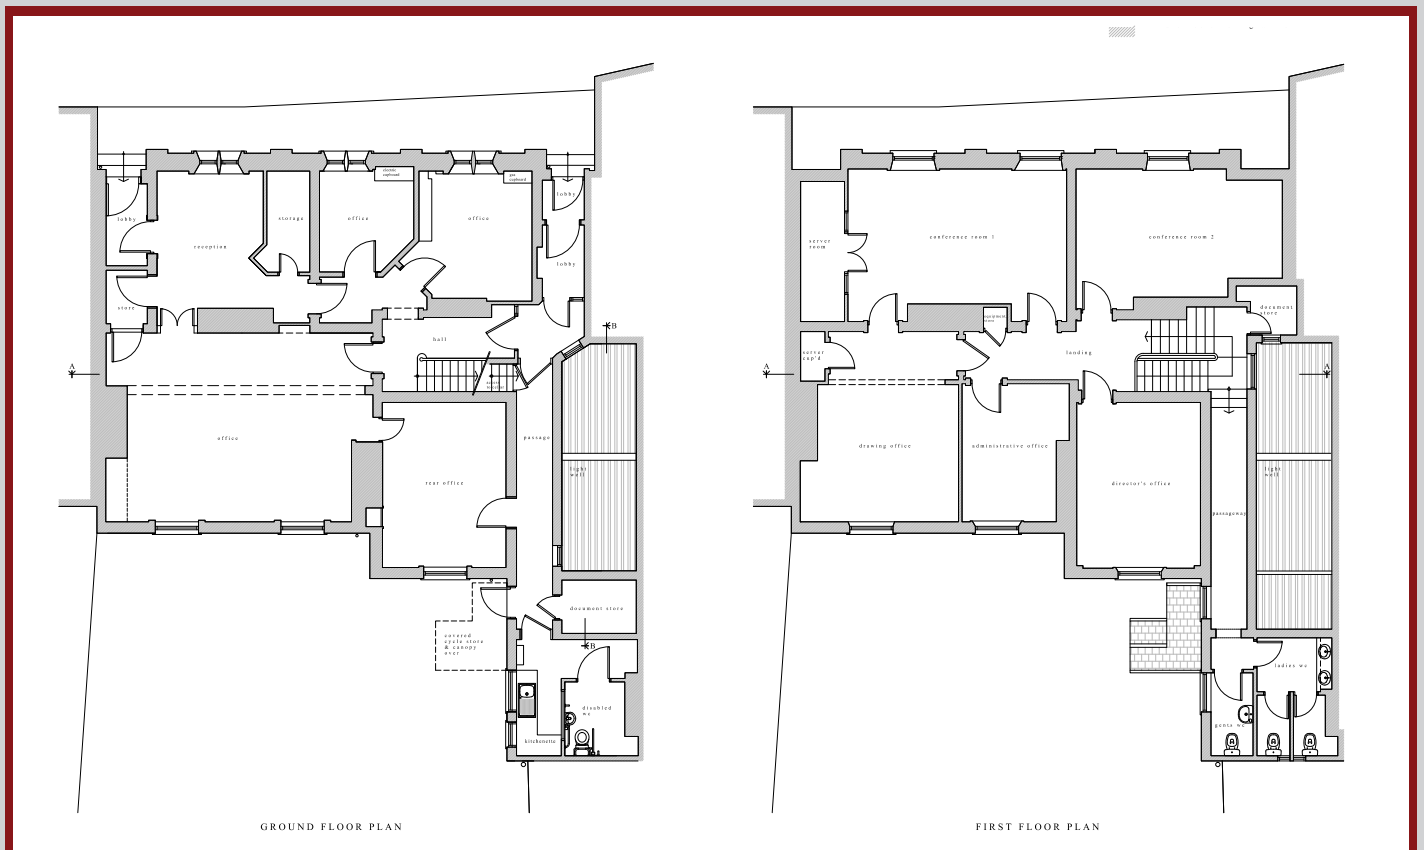 electric
cupboard
gas
cupboard
lobby
lobby
storage
office
office
reception
lobby
store
hall
B
A
office
passage
light
well
rear office
document store
covered
cycle store
& canopy
over
B
disabled
wc
kitchenette
GROUND FLOOR PLAN
server
room
conference room 1
conference room 2
document
store
server
cup'd
landing
A
A
drawing office
administrative office
light
well
director's office
passageway
ladies wc
gents wc
FIRST FLOOR PLAN